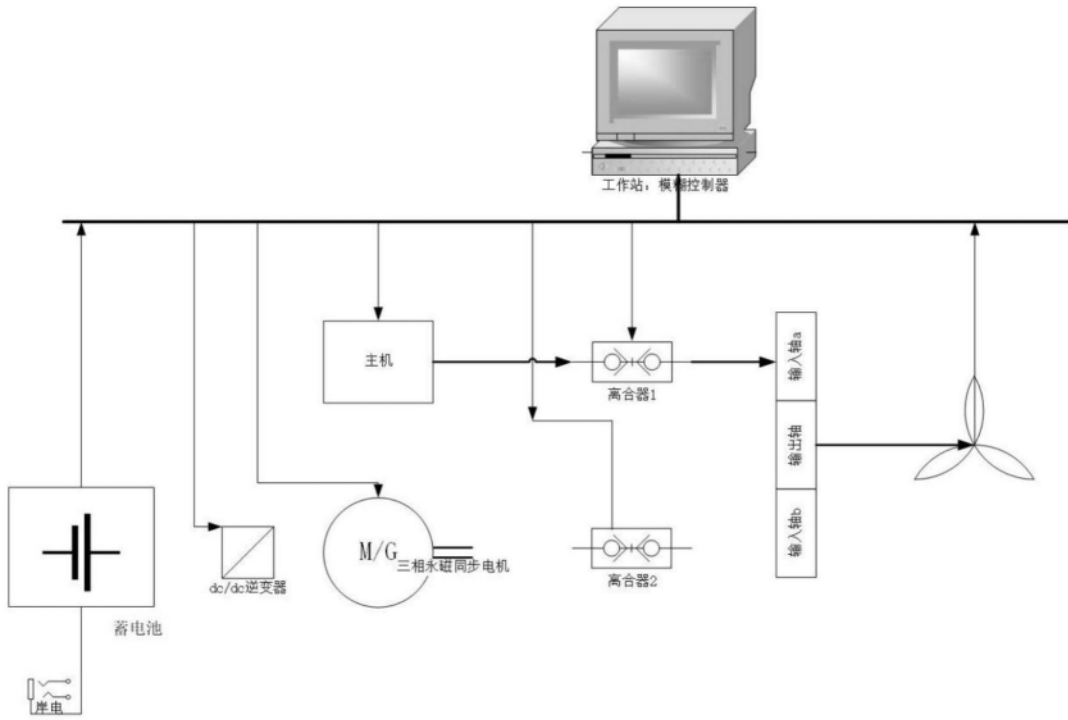 工作站：模糊控制器
主机
离合器1
输入轴a
输出轴
输入轴b
M/G
三相永磁同步电机
离合器2
dc/dc逆变器
蓄电池
岸电